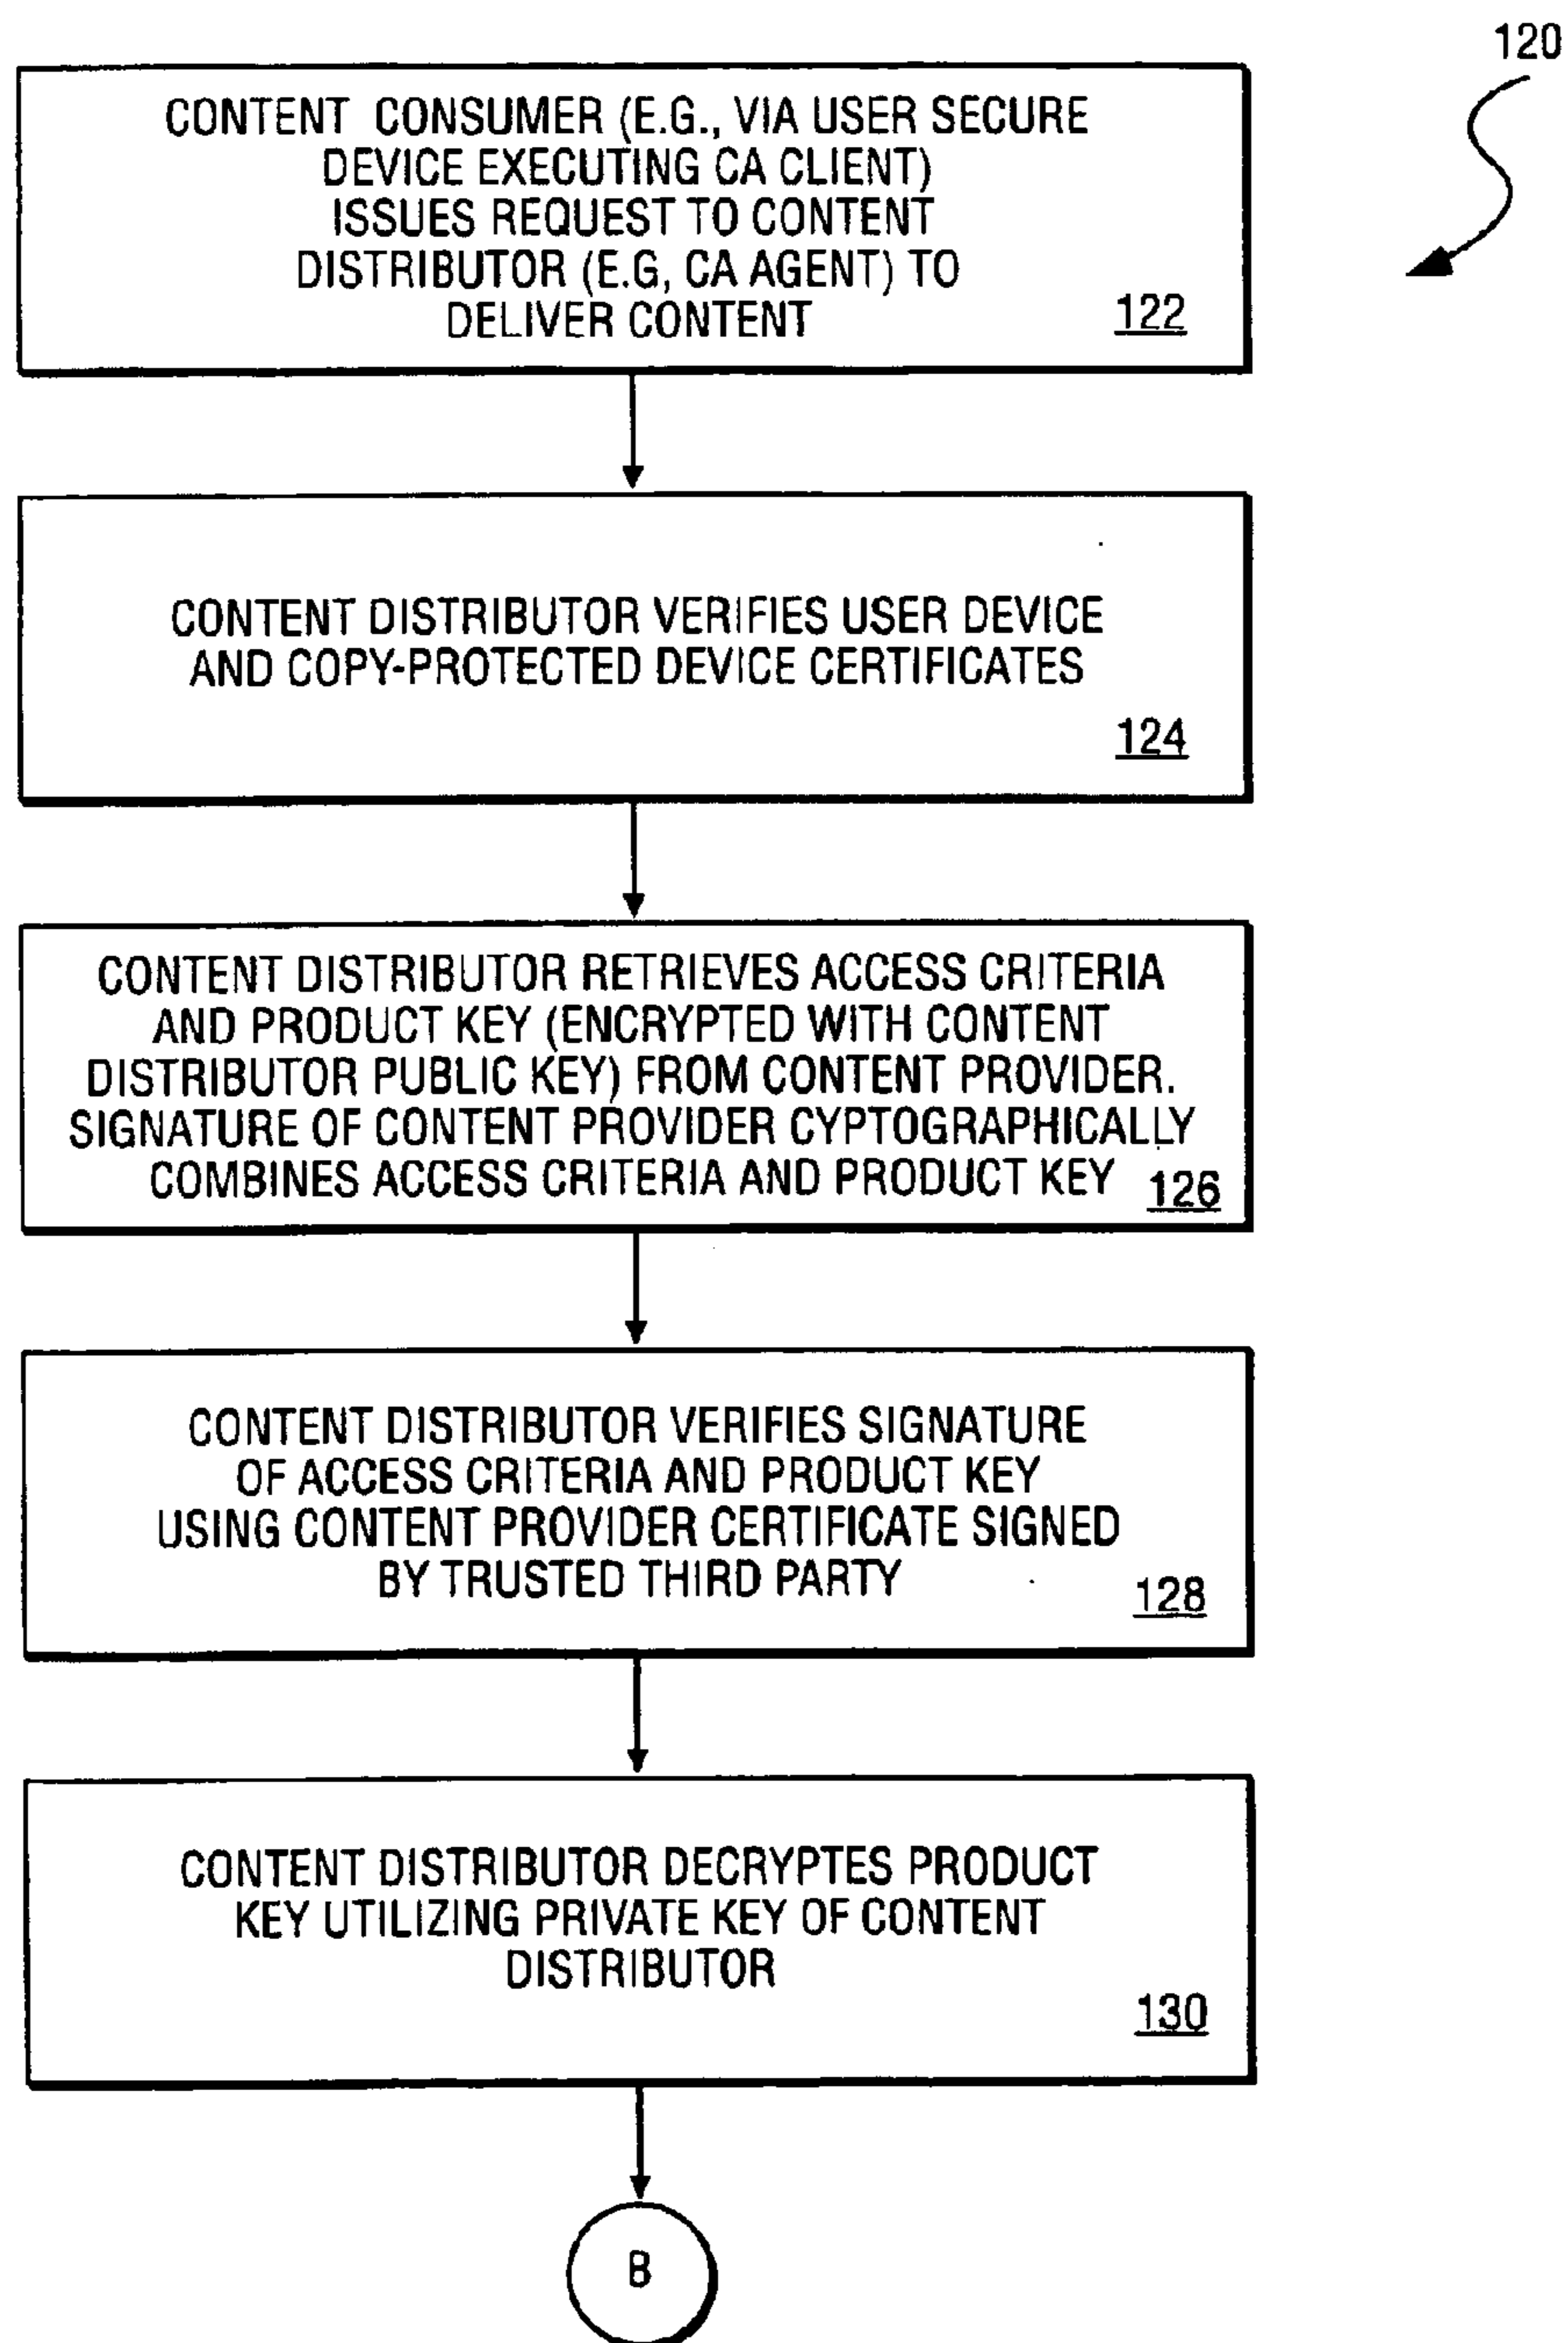 120
CONTENT CONSUMER (E.G., VIA USER SECURE
DEVICE EXECUTING CA CLIENT)
ISSUES REQUEST TO CONTENT
DISTRIBUTOR (E.G, CA AGENT) TO
DELIVER CONTENT
122
CONTENT DISTRIBUTOR VERIFIES USER DEVICE
AND COPY-PROTECTED DEVICE CERTIFICATES
124
CONTENT DISTRIBUTOR RETRIEVES ACCESS CRITERIA
AND PRODUCT KEY (ENCRYPTED WITH CONTENT
DISTRIBUTOR PUBLIC KEY) FROM CONTENT PROVIDER.
SIGNATURE OF CONTENT PROVIDER CYPTOGRAPHICALLY
COMBINES ACCESS CRITERIA AND PRODUCT KEY
126
CONTENT DISTRIBUTOR VERIFIES SIGNATURE
OF ACCESS CRITERIA AND PRODUCT KEY
USING CONTENT PROVIDER CERTIFICATE SIGNED
BY TRUSTED THIRD PARTY
128
CONTENT DISTRIBUTOR DECRYPTES PRODUCT
KEY UTILIZING PRIVATE KEY OF CONTENT
DISTRIBUTOR
130
B